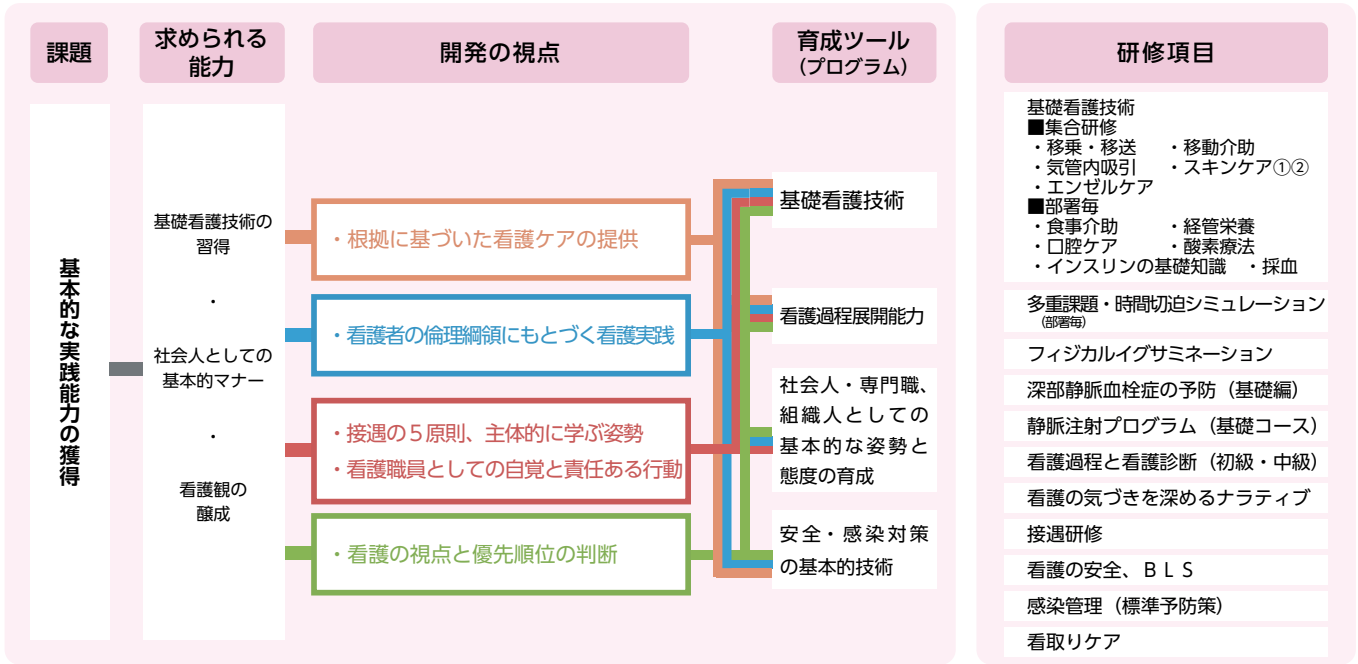 課題
求められる
能力
開発の視点
育成ツール
（プログラム）
研修項目
基本的な実践能力の獲得
基礎看護技術の
習得
・
社会人としての
基本的マナー
・
看護観の
醸成
・根拠に基づいた看護ケアの提供
・看護者の倫理綱領にもとづく看護実践
・接遇の５原則、主体的に学ぶ姿勢
・看護職員としての自覚と責任ある行動
・看護の視点と優先順位の判断
基礎看護技術
看護過程展開能力
社会人・専門職、
組織人としての
基本的な姿勢と
態度の育成
安全・感染対策
の基本的技術
基礎看護技術
■集合研修
・移乗・移送　・移動介助
・気管内吸引　・スキンケア①②
・エンゼルケア
■部署毎
・食事介助　・経管栄養
・口腔ケア　・酸素療法
・インスリンの基礎知識　・採血
多重課題・時間切迫シミュレーション
（部署毎）
フィジカルイグサミネーション
深部静脈血栓症の予防（基礎編）
静脈注射プログラム（基礎コース）
看護過程と看護診断（初級・中級）
看護の気づきを深めるナラティブ
接遇研修
看護の安全、ＢＬＳ
感染管理（標準予防策）
看取りケア